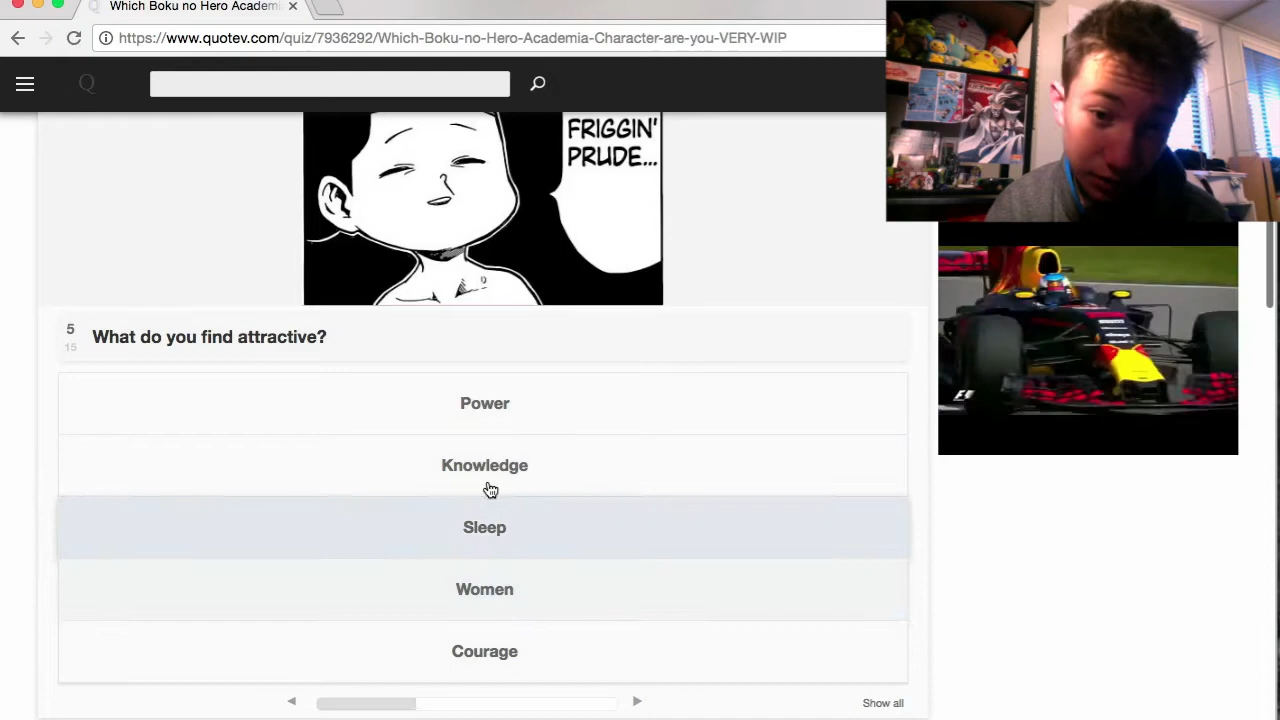 Which Boku no Hero Academi
https://www.quotev.com/quiz/7936292/Which-Boku-no-Hero-Academia-Character-are-you-VERY-WIP
Q
FRIGGIN'
PRUDE...
5
15
What do you find attractive?
Power
Knowledge
Sleep
Women
Courage
Show all